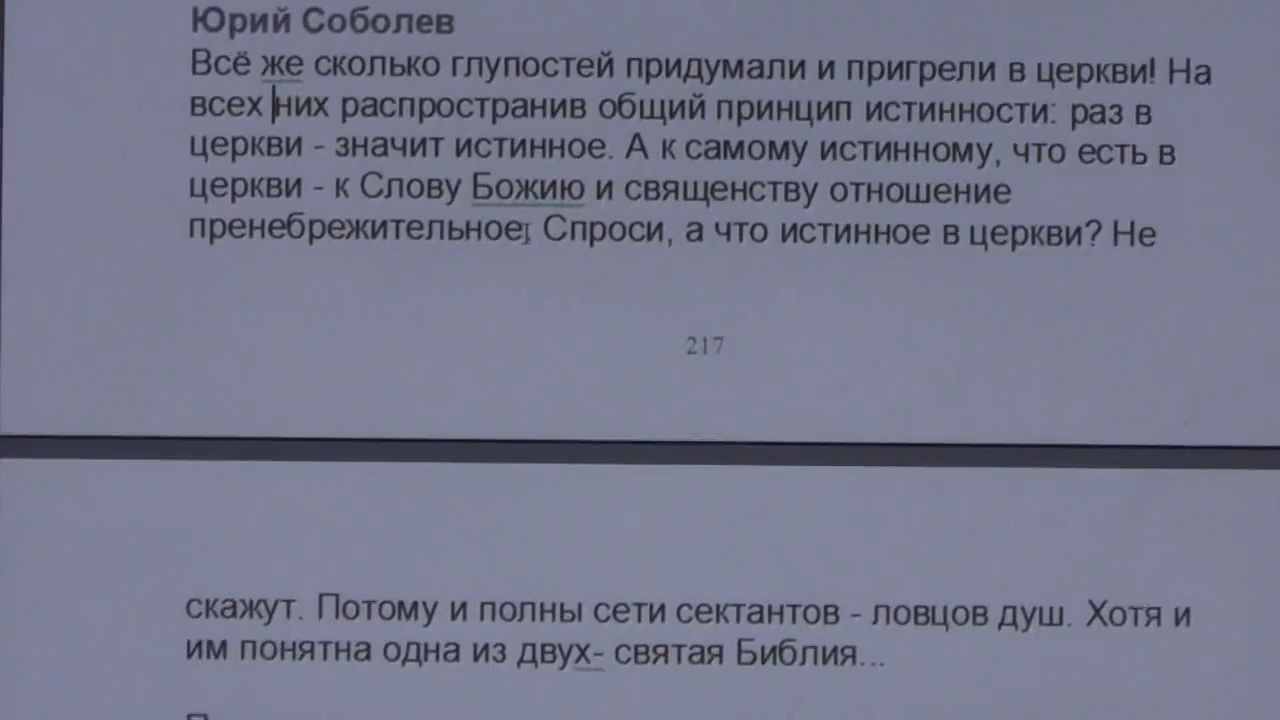 Юрий Соболев
Всё же сколько глупостей придумали и пригрели в церкви! На
всех них распространив общий принцип истинности: раз в
церкви - значит истинное. А к самому истинному, что есть в
церкви - к Слову Божию и священству отношение
пренебрежительное. Спроси, а что истинное в церкви? Не
217
скажут. Потому и полны сети сектантов - ловцов душ. Хотя и
им понятна одна из двух- святая Библия...